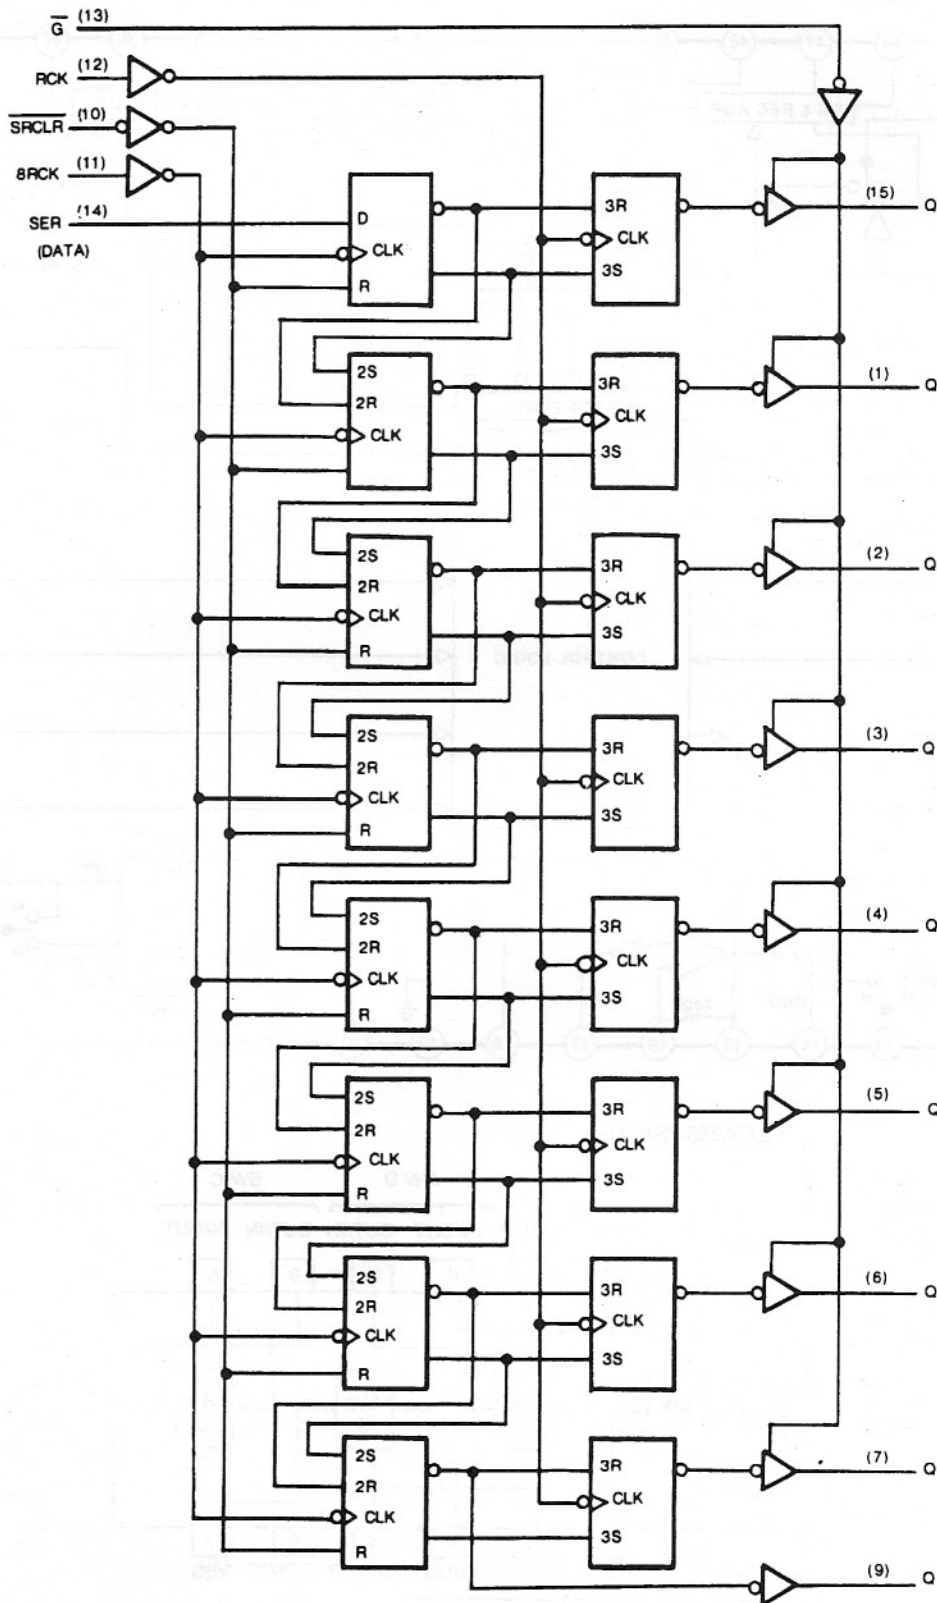 G̅ (13)
RCK (12)
S̅R̅C̅L̅R̅ (10)
8RCK (11)
SER (14)
(DATA)
D
CLK
R
3R
CLK
3S
(15) Q
2S
2R
CLK
3R
CLK
3S
(1) Q
2S
2R
CLK
R
3R
CLK
3S
(2) Q
2S
2R
CLK
R
3R
CLK
3S
(3) Q
2S
2R
CLK
R
3R
CLK
3S
(4) Q
2S
2R
CLK
R
3R
CLK
3S
(5) Q
2S
2R
CLK
R
3R
CLK
3S
(6) Q
2S
2R
CLK
R
3R
CLK
3S
(7) Q
(9) Q